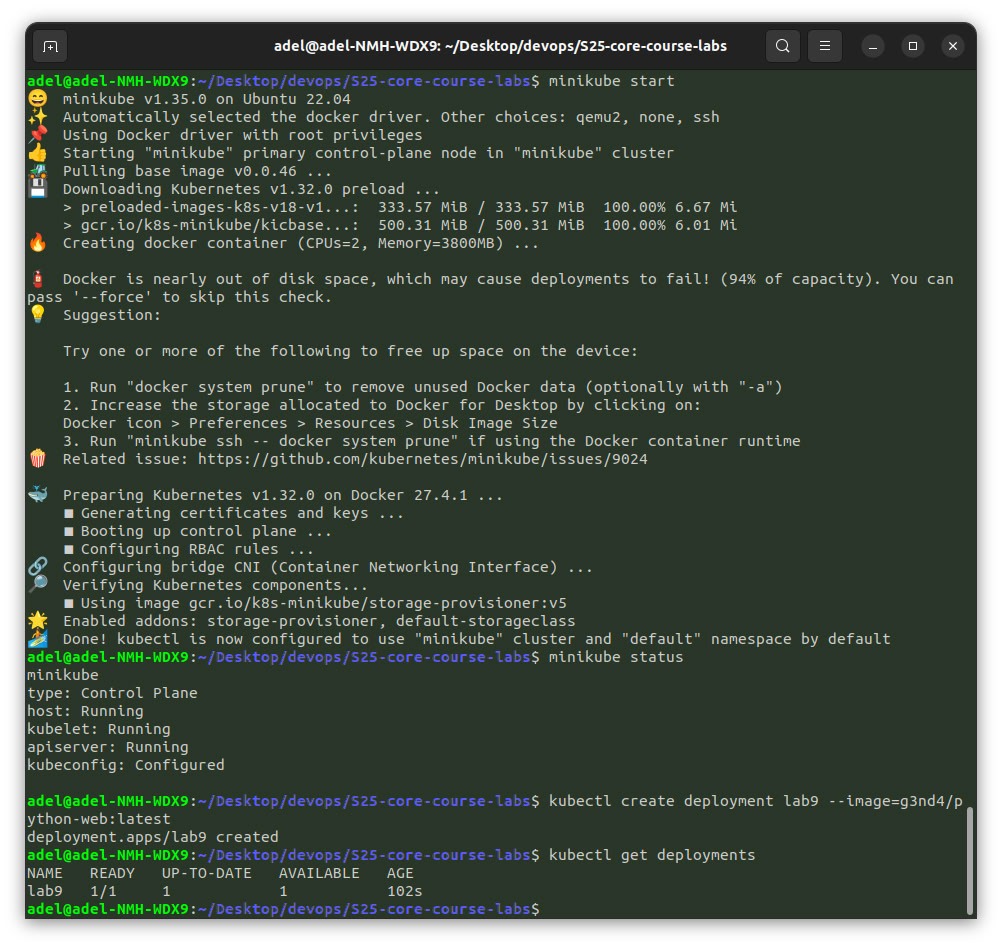 adel@adel-NMH-WDX9: ~/Desktop/devops/S25-core-course-labs
adel@adel-NMH-WDX9:~/Desktop/devops/S25-core-course-labs$ minikube start
😄  minikube v1.35.0 on Ubuntu 22.04
✨  Automatically selected the docker driver. Other choices: qemu2, none, ssh
📌  Using Docker driver with root privileges
👍  Starting "minikube" primary control-plane node in "minikube" cluster
🚜  Pulling base image v0.0.46 ...
💾  Downloading Kubernetes v1.32.0 preload ...
    > preloaded-images-k8s-v18-v1...:  333.57 MiB / 333.57 MiB  100.00% 6.67 Mi
    > gcr.io/k8s-minikube/kicbase...:  500.31 MiB / 500.31 MiB  100.00% 6.01 Mi
🔥  Creating docker container (CPUs=2, Memory=3800MB) ...
🧯  Docker is nearly out of disk space, which may cause deployments to fail! (94% of capacity). You can
pass '--force' to skip this check.
💡  Suggestion:
    Try one or more of the following to free up space on the device:
    1. Run "docker system prune" to remove unused Docker data (optionally with "-a")
    2. Increase the storage allocated to Docker for Desktop by clicking on:
    Docker icon > Preferences > Resources > Disk Image Size
    3. Run "minikube ssh -- docker system prune" if using the Docker container runtime
🍿  Related issue: https://github.com/kubernetes/minikube/issues/9024
🐳  Preparing Kubernetes v1.32.0 on Docker 27.4.1 ...
    ■ Generating certificates and keys ...
    ■ Booting up control plane ...
    ■ Configuring RBAC rules ...
🔗  Configuring bridge CNI (Container Networking Interface) ...
🔎  Verifying Kubernetes components...
    ■ Using image gcr.io/k8s-minikube/storage-provisioner:v5
🌟  Enabled addons: storage-provisioner, default-storageclass
🏄  Done! kubectl is now configured to use "minikube" cluster and "default" namespace by default
adel@adel-NMH-WDX9:~/Desktop/devops/S25-core-course-labs$ minikube status
minikube
type: Control Plane
host: Running
kubelet: Running
apiserver: Running
kubeconfig: Configured
adel@adel-NMH-WDX9:~/Desktop/devops/S25-core-course-labs$ kubectl create deployment lab9 --image=g3nd4/p
ython-web:latest
deployment.apps/lab9 created
adel@adel-NMH-WDX9:~/Desktop/devops/S25-core-course-labs$ kubectl get deployments
NAME   READY   UP-TO-DATE   AVAILABLE   AGE
lab9   1/1     1            1           102s
adel@adel-NMH-WDX9:~/Desktop/devops/S25-core-course-labs$